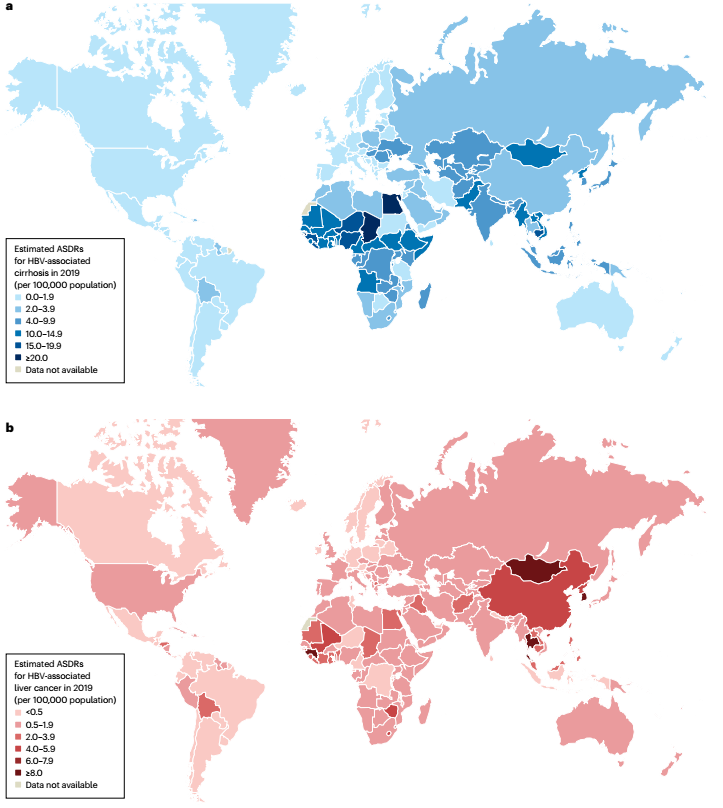 a
Estimated ASDRs
for HBV-associated
cirrhosis in 2019
(per 100,000 population)
0.0–1.9
2.0–3.9
4.0–9.9
10.0–14.9
15.0–19.9
≥20.0
Data not available
b
Estimated ASDRs
for HBV-associated
liver cancer in 2019
(per 100,000 population)
<0.5
0.5–1.9
2.0–3.9
4.0–5.9
6.0–7.9
≥8.0
Data not available